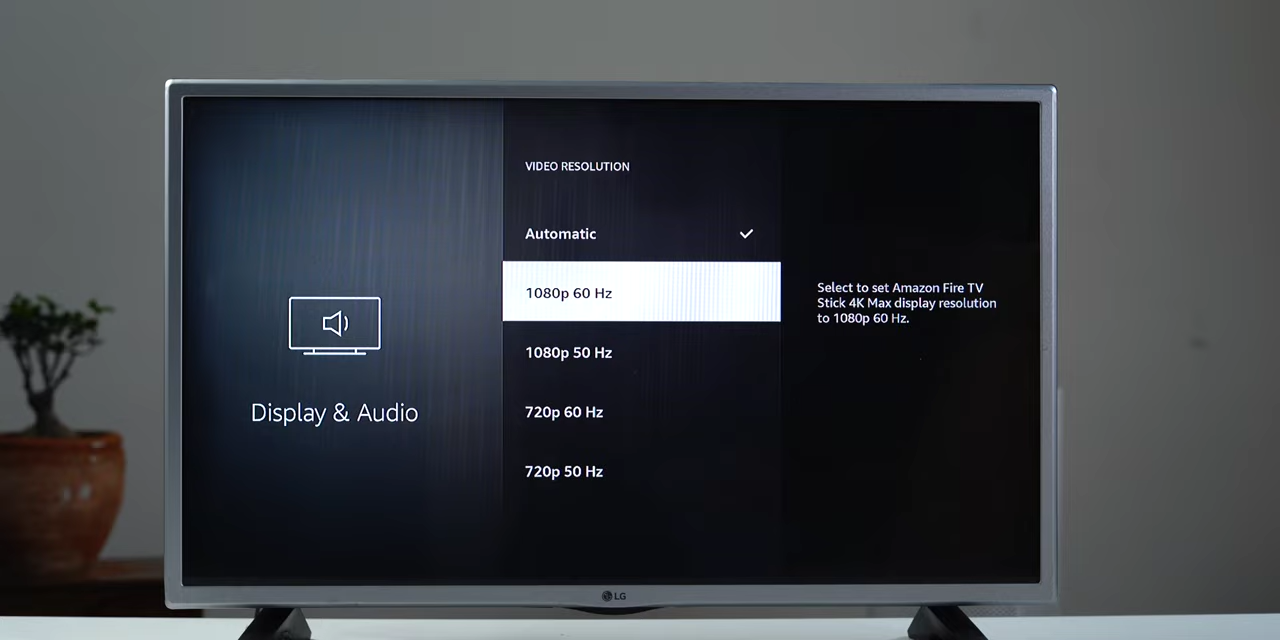 VIDEO RESOLUTION
Automatic
1080p 60 Hz
1080p 50 Hz
720p 60 Hz
720p 50 Hz
Display & Audio
Select to set Amazon Fire TV
Stick 4K Max display resolution
to 1080p 60 Hz.
LG